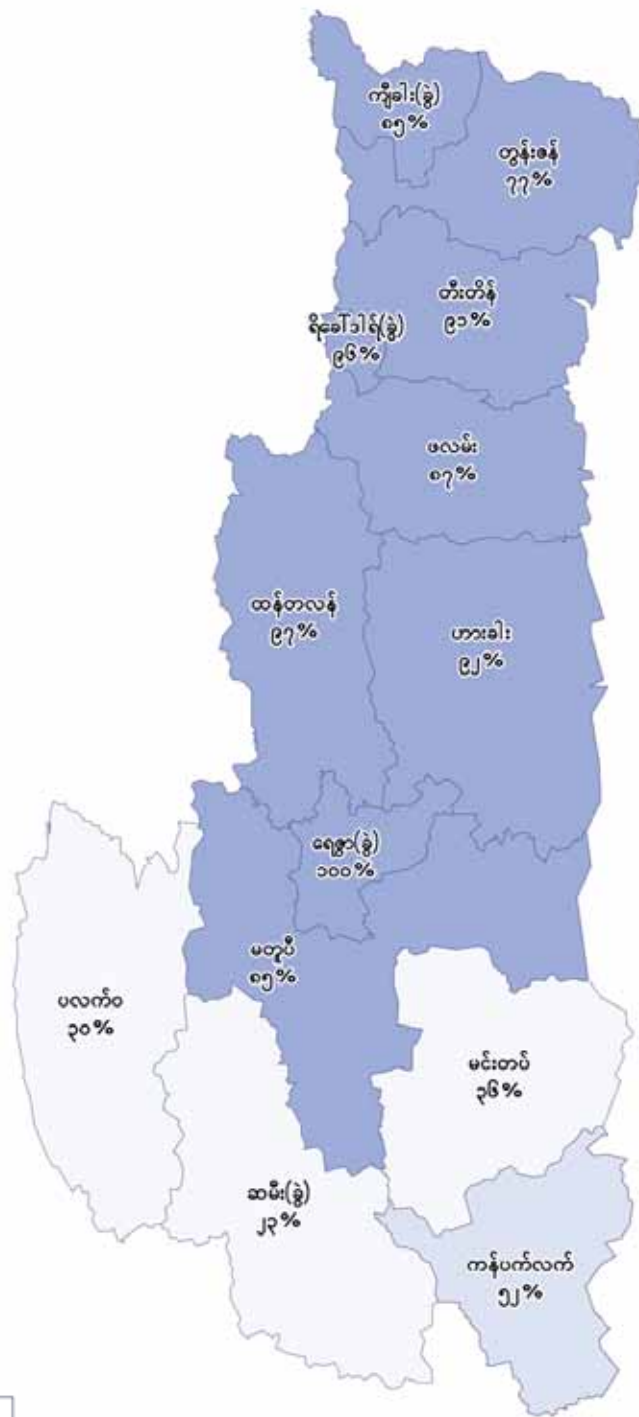 ကျီခါး(ခွဲ)
၈၅%
တွန်းဇန်
၇၇%
တီးတိန်
၉၁%
ရိခေါ်ဒါရ်(ခွဲ)
၉၆%
ဖလမ်း
၈၇%
ထန်တလန်
၉၇%
ဟားခါး
၉၂%
ရေဇွာ(ခွဲ)
၁၀၀%
မတူပီ
၈၅%
ပလက်ဝ
၃၀%
မင်းတပ်
၃၆%
ဆမီး(ခွဲ)
၂၃%
ကန်ပက်လက်
၅၂%